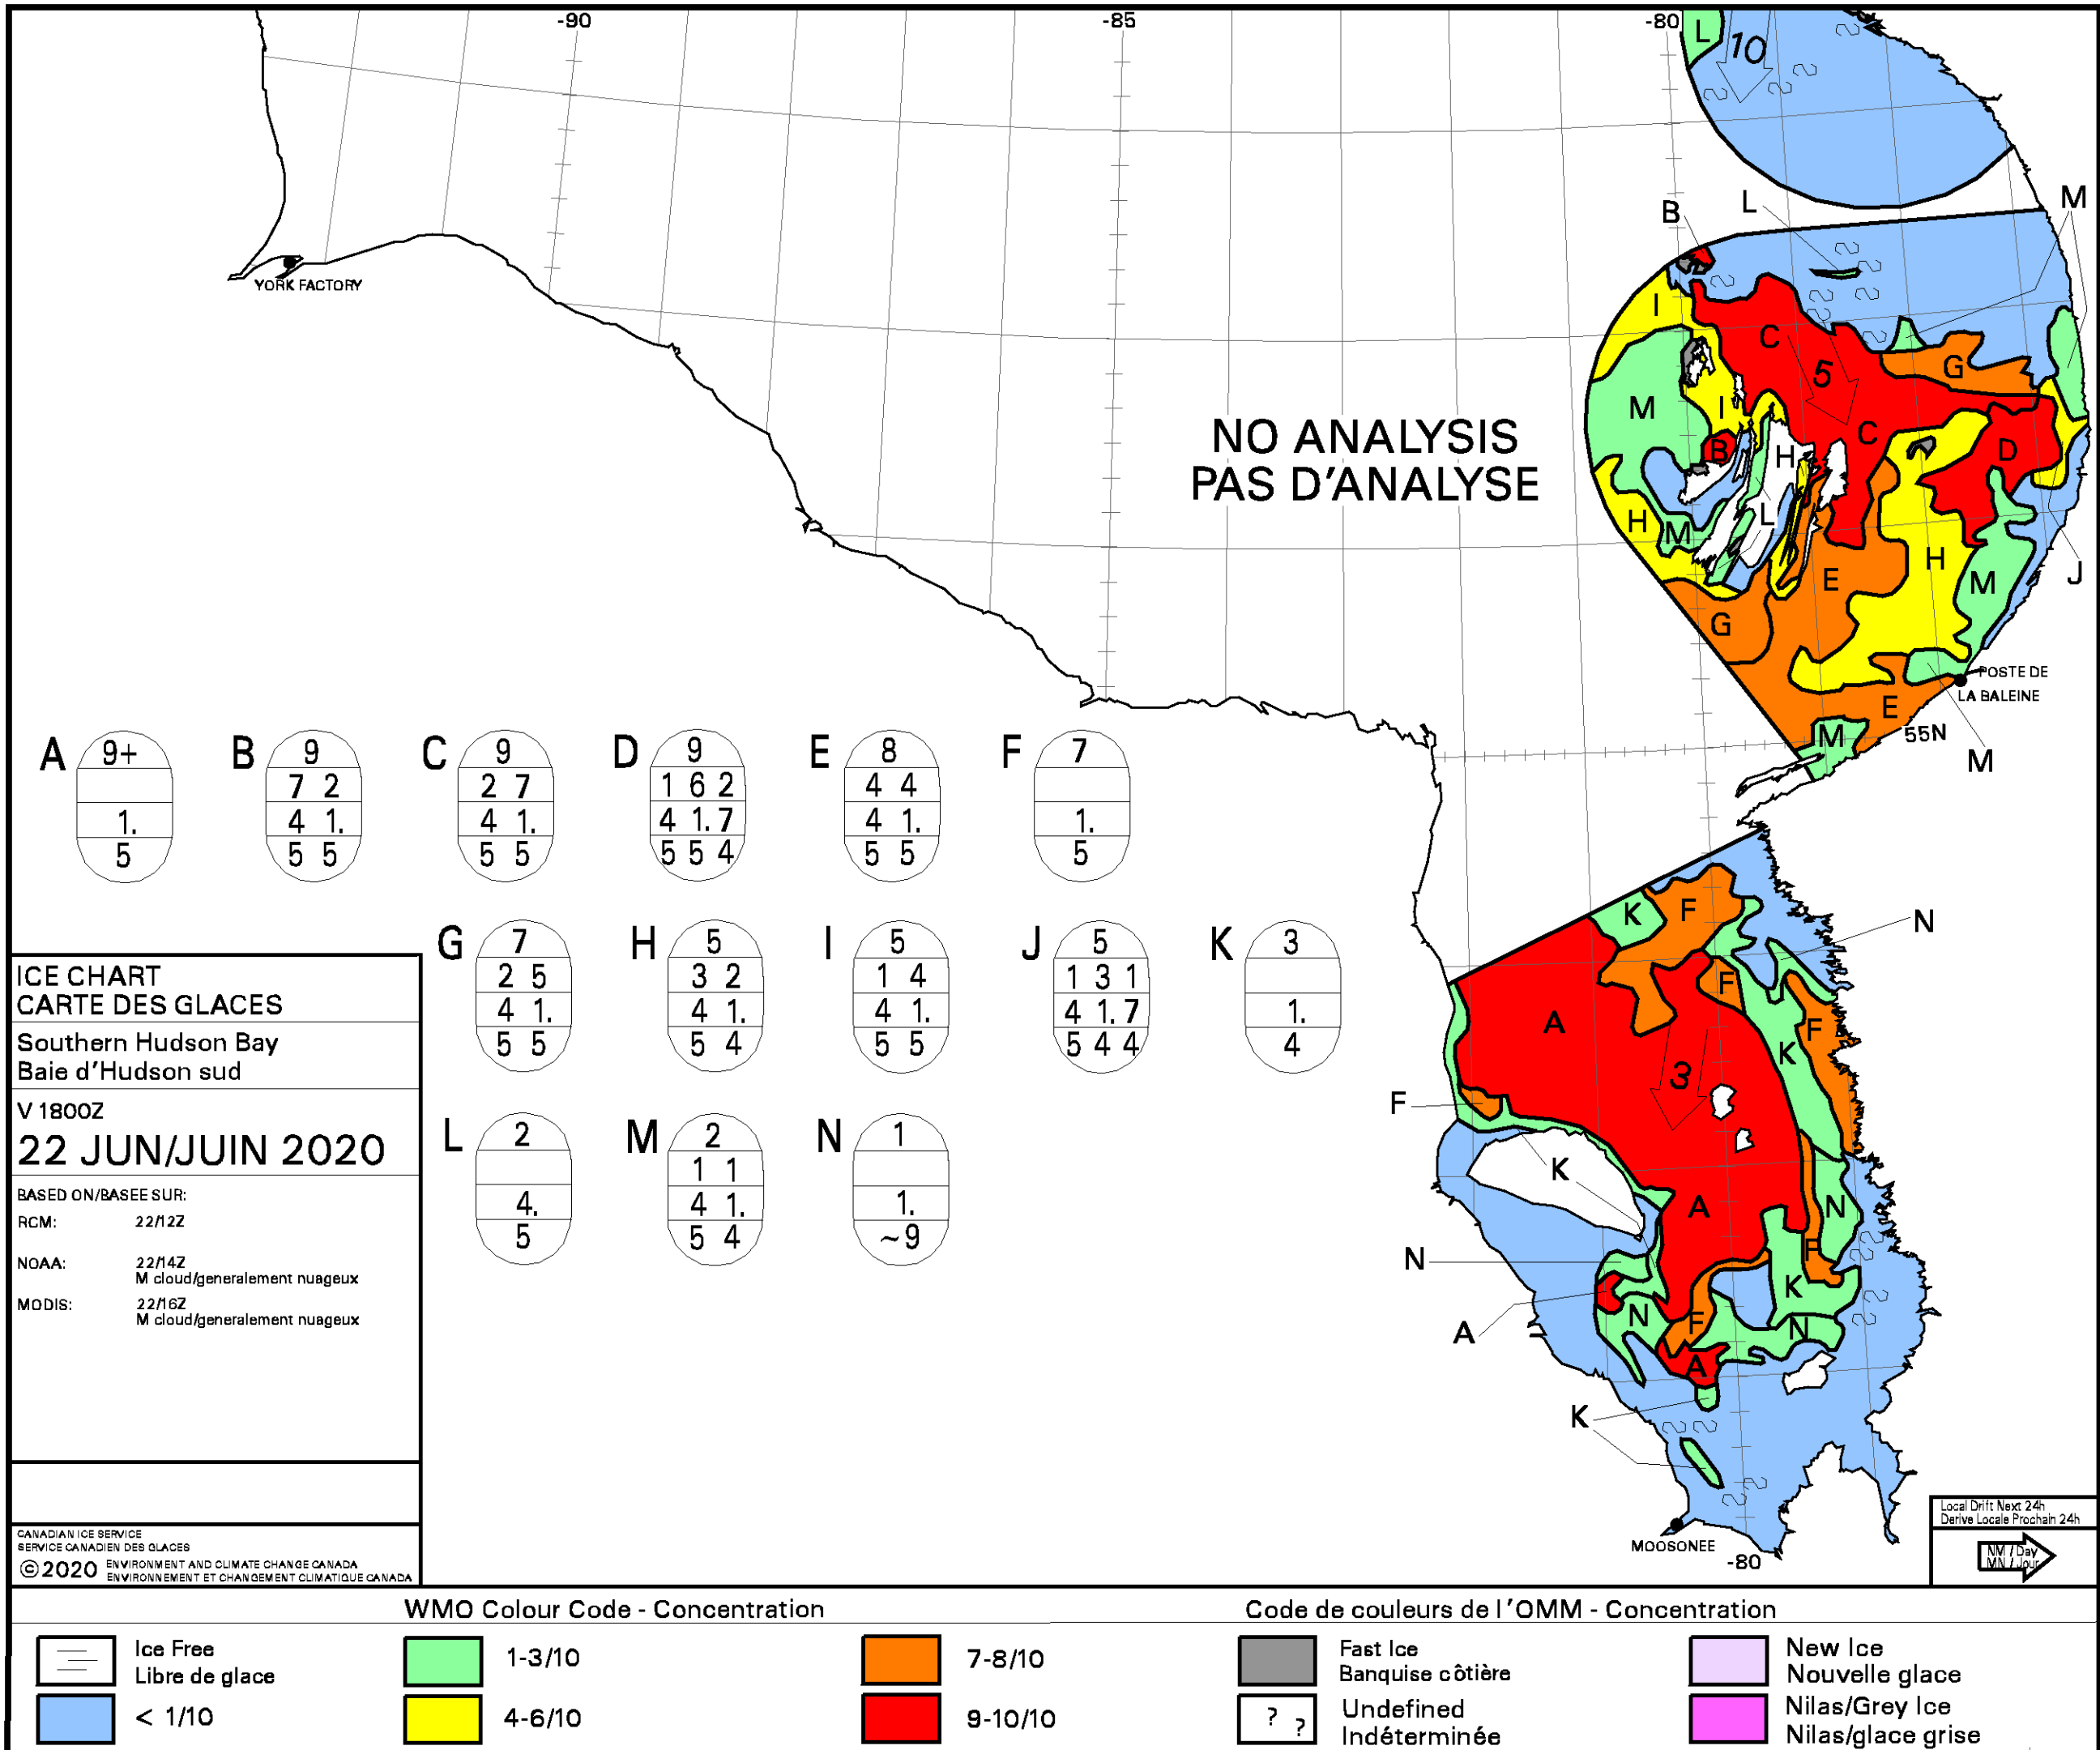 -90
-85
-80
L
10
M
B
L
I
C
5
G
M
I
C
B
H
D
NO ANALYSIS
PAS D'ANALYSE
YORK FACTORY
H
M
L
E
H
M
J
G
POSTE DE
LA BALEINE
E
M
55N
M
A
9+
1.
5
B
9
7 2
4 1.
5 5
C
9
2 7
4 1.
5 5
D
9
1 6 2
4 1. 7
5 5 4
E
8
4 4
4 1.
5 5
F
7
1.
5
G
7
2 5
4 1.
5 5
H
5
3 2
4 1.
5 4
I
5
1 4
4 1.
5 5
J
5
1 3 1
4 1. 7
5 4 4
K
3
1.
4
L
2
4.
5
M
2
1 1
4 1.
5 4
N
1
1.
~9
K
F
N
F
A
F
K
3
F
K
A
N
N
F
K
A
N
F
N
A
K
MOOSONEE
-80
ICE CHART
CARTE DES GLACES
Southern Hudson Bay
Baie d'Hudson sud
V 1800Z
22 JUN/JUIN 2020
BASED ON/BASEE SUR:
RCM: 22/12Z
NOAA: 22/14Z
M cloud/generalement nuageux
MODIS: 22/16Z
M cloud/generalement nuageux
CANADIAN ICE SERVICE
SERVICE CANADIEN DES GLACES
©2020 ENVIRONMENT AND CLIMATE CHANGE CANADA
ENVIRONNEMENT ET CHANGEMENT CLIMATIQUE CANADA
Local Drift Next 24h
Derive Locale Prochain 24h
NM / Day
MN / Jour
WMO Colour Code - Concentration
Code de couleurs de l'OMM - Concentration
Ice Free
Libre de glace
< 1/10
1-3/10
4-6/10
7-8/10
9-10/10
Fast Ice
Banquise côtière
? ?
Undefined
Indéterminée
New Ice
Nouvelle glace
Nilas/Grey Ice
Nilas/glace grise